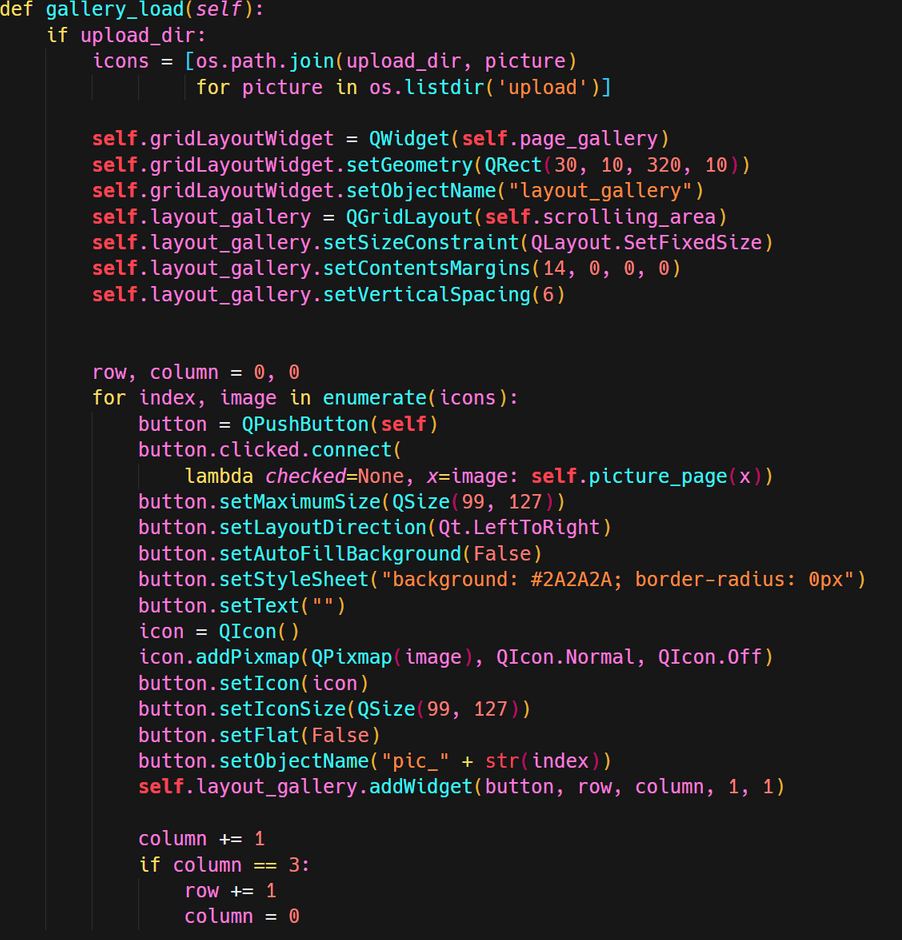 def gallery_load(self):
    if upload_dir:
        icons = [os.path.join(upload_dir, picture)
                 for picture in os.listdir('upload')]

        self.gridLayoutWidget = QWidget(self.page_gallery)
        self.gridLayoutWidget.setGeometry(QRect(30, 10, 320, 10))
        self.gridLayoutWidget.setObjectName("layout_gallery")
        self.layout_gallery = QGridLayout(self.scrolliing_area)
        self.layout_gallery.setSizeConstraint(QLayout.SetFixedSize)
        self.layout_gallery.setContentsMargins(14, 0, 0, 0)
        self.layout_gallery.setVerticalSpacing(6)


        row, column = 0, 0
        for index, image in enumerate(icons):
            button = QPushButton(self)
            button.clicked.connect(
                lambda checked=None, x=image: self.picture_page(x))
            button.setMaximumSize(QSize(99, 127))
            button.setLayoutDirection(Qt.LeftToRight)
            button.setAutoFillBackground(False)
            button.setStyleSheet("background: #2A2A2A; border-radius: 0px")
            button.setText("")
            icon = QIcon()
            icon.addPixmap(QPixmap(image), QIcon.Normal, QIcon.Off)
            button.setIcon(icon)
            button.setIconSize(QSize(99, 127))
            button.setFlat(False)
            button.setObjectName("pic_" + str(index))
            self.layout_gallery.addWidget(button, row, column, 1, 1)

            column += 1
            if column == 3:
                row += 1
                column = 0